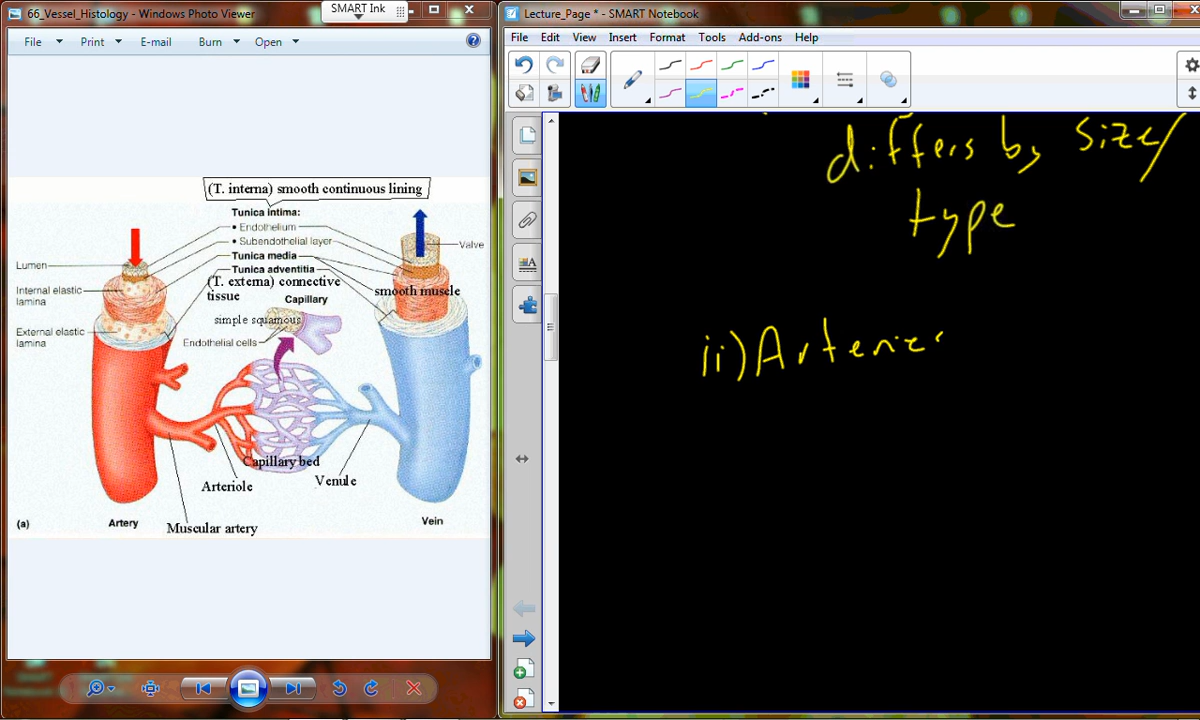 66_Vessel_Histology - Windows Photo Viewer
SMART Ink
File Print E-mail Burn Open
(T. interna) smooth continuous lining
Tunica intima:
• Endothelium
• Subendothelial layer
Tunica media
Tunica adventitia
(T. externa) connective
tissue
Valve
smooth muscle
Lumen
Internal elastic
lamina
External elastic
lamina
Capillary
simple squamous
Endothelial cells
Capillary bed
Arteriole
Venule
Muscular artery
(a)
Artery
Vein
Lecture_Page * - SMART Notebook
File Edit View Insert Format Tools Add-ons Help
differs by size/
type
ii) Arteries